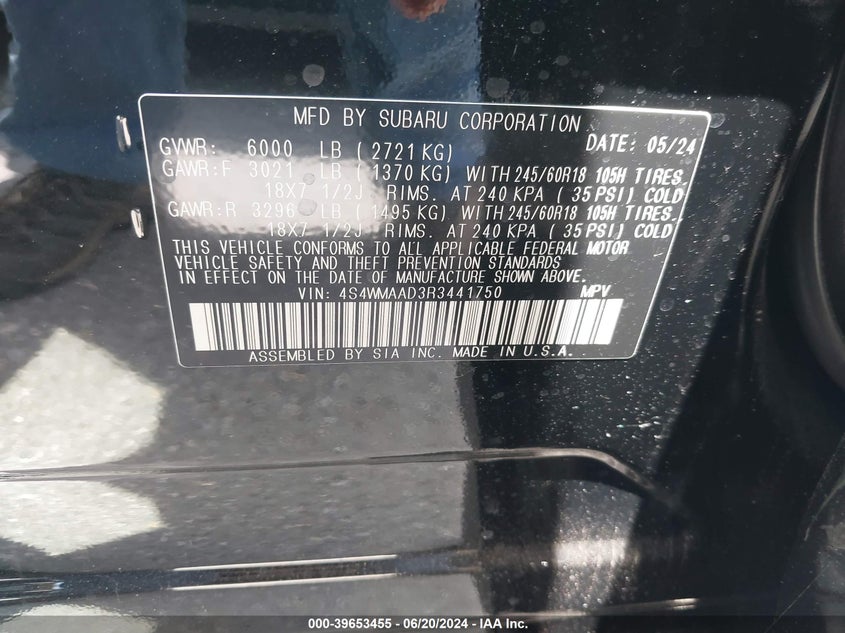 MFD BY SUBARU CORPORATION
GVWR: 6000 LB ( 2721 KG) DATE: 05/24
GAWR:F 3021 LB ( 1370 KG) WITH 245/60R18 105H TIRES,
18X7 1/2J RIMS. AT 240 KPA ( 35 PSI) COLD
GAWR:R 3296 LB ( 1495 KG) WITH 245/60R18 105H TIRES,
18X7 1/2J RIMS. AT 240 KPA ( 35 PSI) COLD
THIS VEHICLE CONFORMS TO ALL APPLICABLE FEDERAL MOTOR
VEHICLE SAFETY AND THEFT PREVENTION STANDARDS
IN EFFECT ON THE DATE OF MANUFACTURE SHOWN ABOVE.
VIN: 4S4WMAAD3R3441750 MPV
ASSEMBLED BY SIA INC. MADE IN U.S.A.
000-39653455 - 06/20/2024 - IAA Inc.